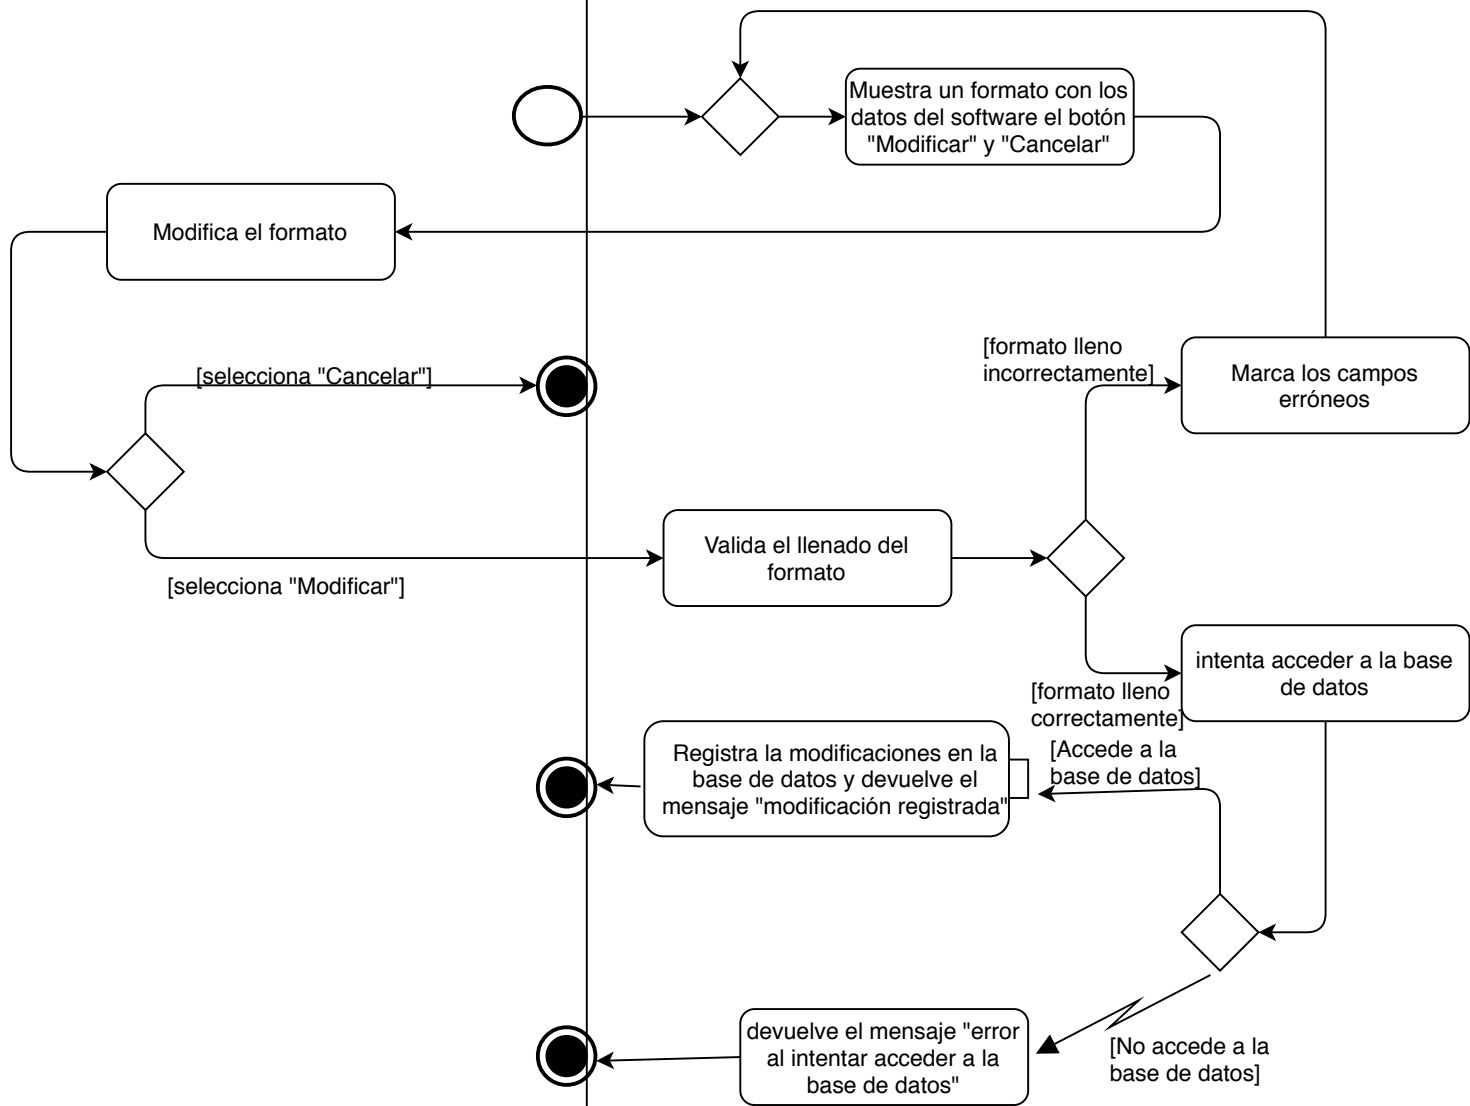 Muestra un formato con los
datos del software el botón
"Modificar" y "Cancelar"
Modifica el formato
[selecciona "Cancelar"]
[formato lleno
incorrectamente]
Marca los campos
erróneos
Valida el llenado del
formato
[selecciona "Modificar"]
intenta acceder a la base
de datos
[formato lleno
correctamente]
Registra la modificaciones en la
base de datos y devuelve el
mensaje "modificación registrada"
[Accede a la
base de datos]
devuelve el mensaje "error
al intentar acceder a la
base de datos"
[No accede a la
base de datos]